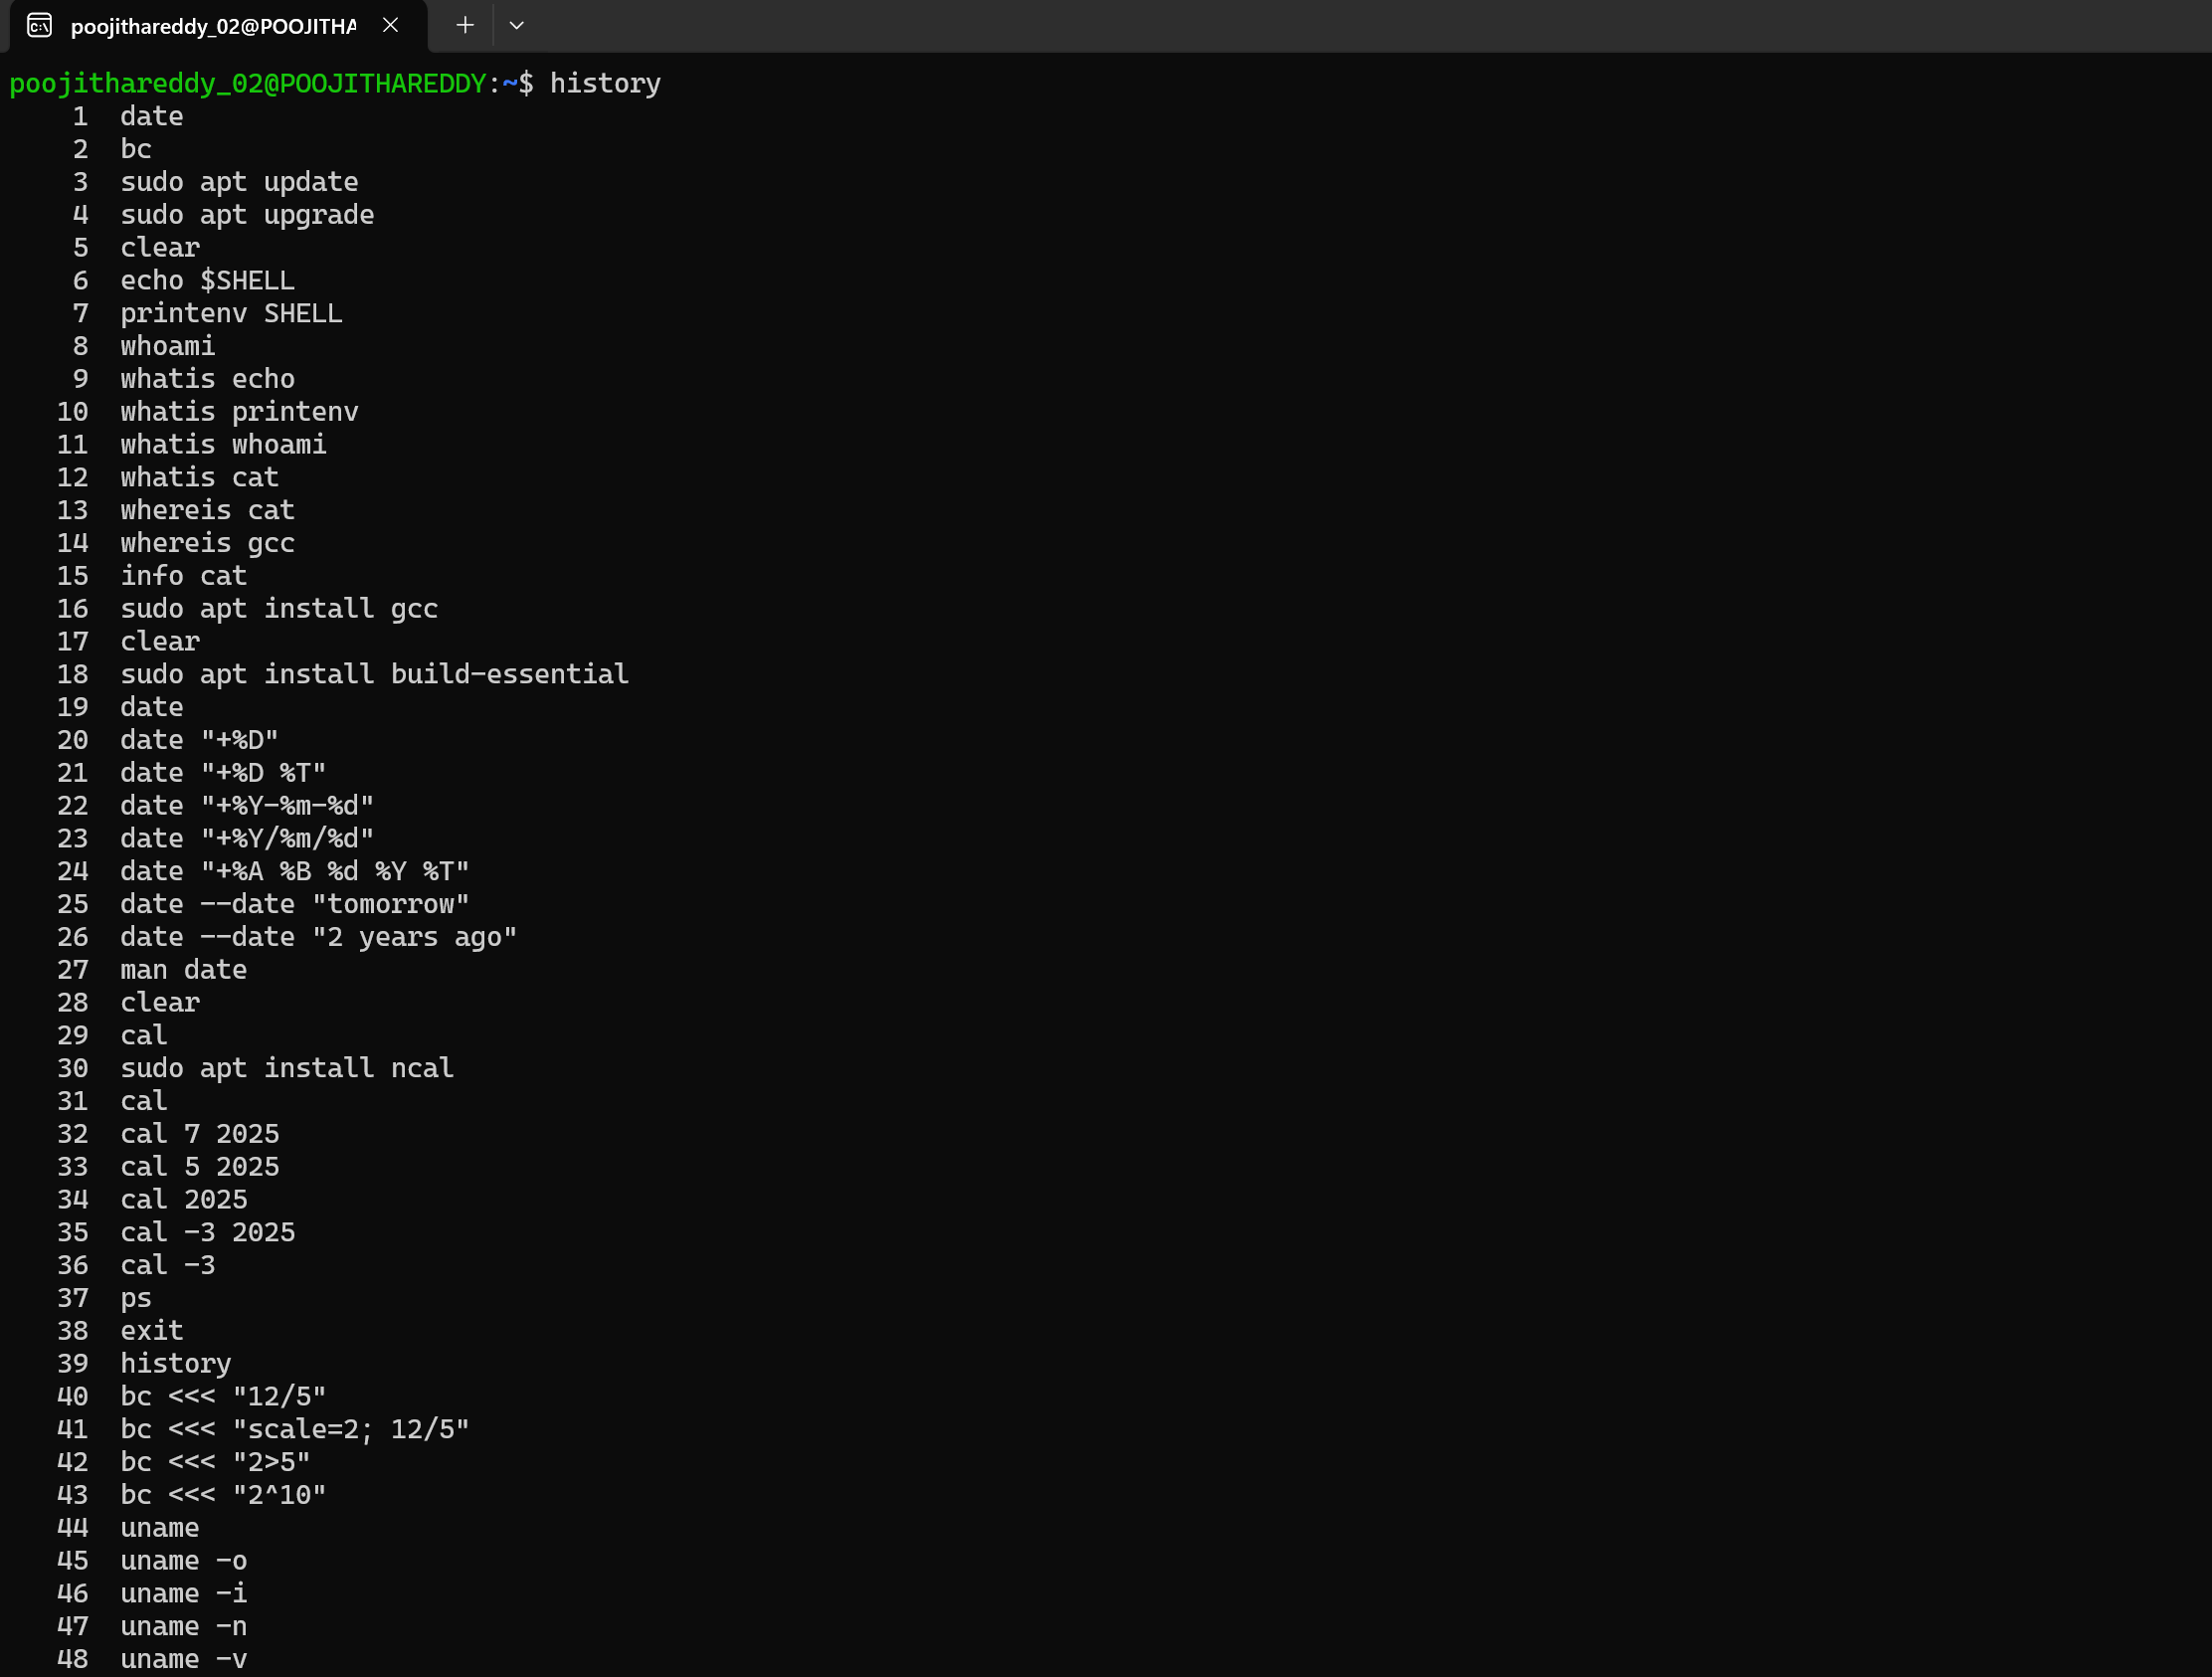 poojithareddy_02@POOJITHA
poojithareddy_02@POOJITHAREDDY:~$ history
1 date
2 bc
3 sudo apt update
4 sudo apt upgrade
5 clear
6 echo $SHELL
7 printenv SHELL
8 whoami
9 whatis echo
10 whatis printenv
11 whatis whoami
12 whatis cat
13 whereis cat
14 whereis gcc
15 info cat
16 sudo apt install gcc
17 clear
18 sudo apt install build-essential
19 date
20 date "+%D"
21 date "+%D %T"
22 date "+%Y-%m-%d"
23 date "+%Y/%m/%d"
24 date "+%A %B %d %Y %T"
25 date --date "tomorrow"
26 date --date "2 years ago"
27 man date
28 clear
29 cal
30 sudo apt install ncal
31 cal
32 cal 7 2025
33 cal 5 2025
34 cal 2025
35 cal -3 2025
36 cal -3
37 ps
38 exit
39 history
40 bc <<< "12/5"
41 bc <<< "scale=2; 12/5"
42 bc <<< "2>5"
43 bc <<< "2^10"
44 uname
45 uname -o
46 uname -i
47 uname -n
48 uname -v